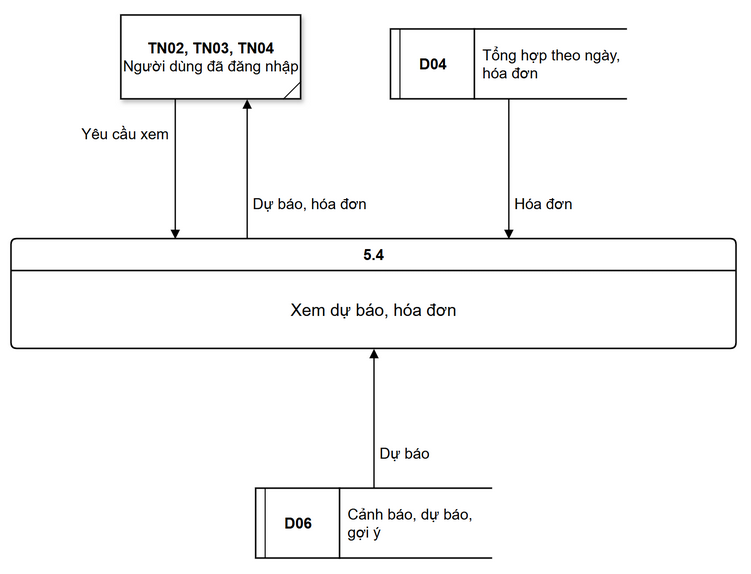 TN02, TN03, TN04
Người dùng đã đăng nhập
D04
Tổng hợp theo ngày,
hóa đơn
Yêu cầu xem
Dự báo, hóa đơn
Hóa đơn
5.4
Xem dự báo, hóa đơn
Dự báo
D06
Cảnh báo, dự báo,
gợi ý